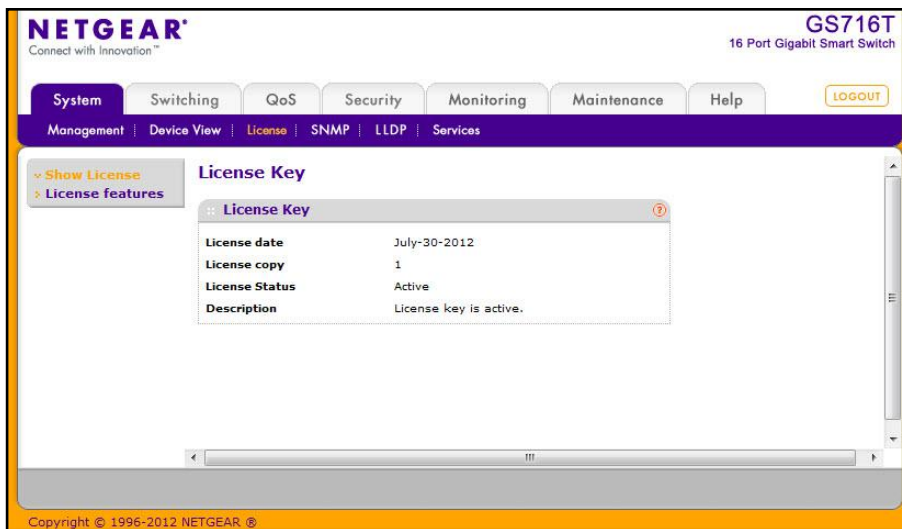 NETGEAR®
Connect with Innovation™
GS716T
16 Port Gigabit Smart Switch
System Switching QoS Security Monitoring Maintenance Help LOGOUT
Management | Device View | License | SNMP | LLDP | Services
Show License
License features
License Key
License Key ?
License date July-30-2012
License copy 1
License Status Active
Description License key is active.
Copyright © 1996-2012 NETGEAR ®